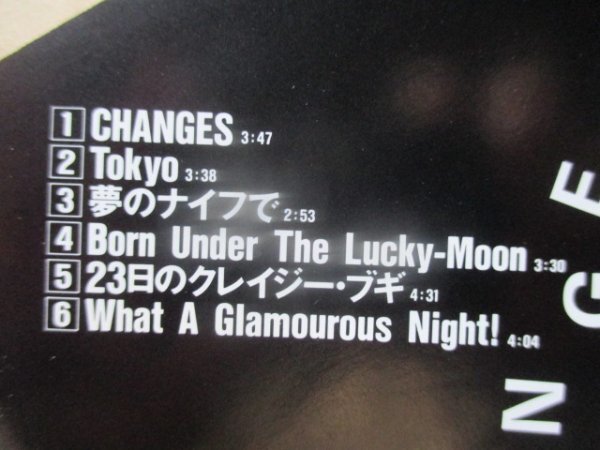 1 CHANGES 3:47
2 Tokyo 3:38
3 夢のナイフで 2:53
4 Born Under The Lucky-Moon 3:30
5 23日のクレイジー・ブギ 4:31
6 What A Glamourous Night! 4:04
N G E